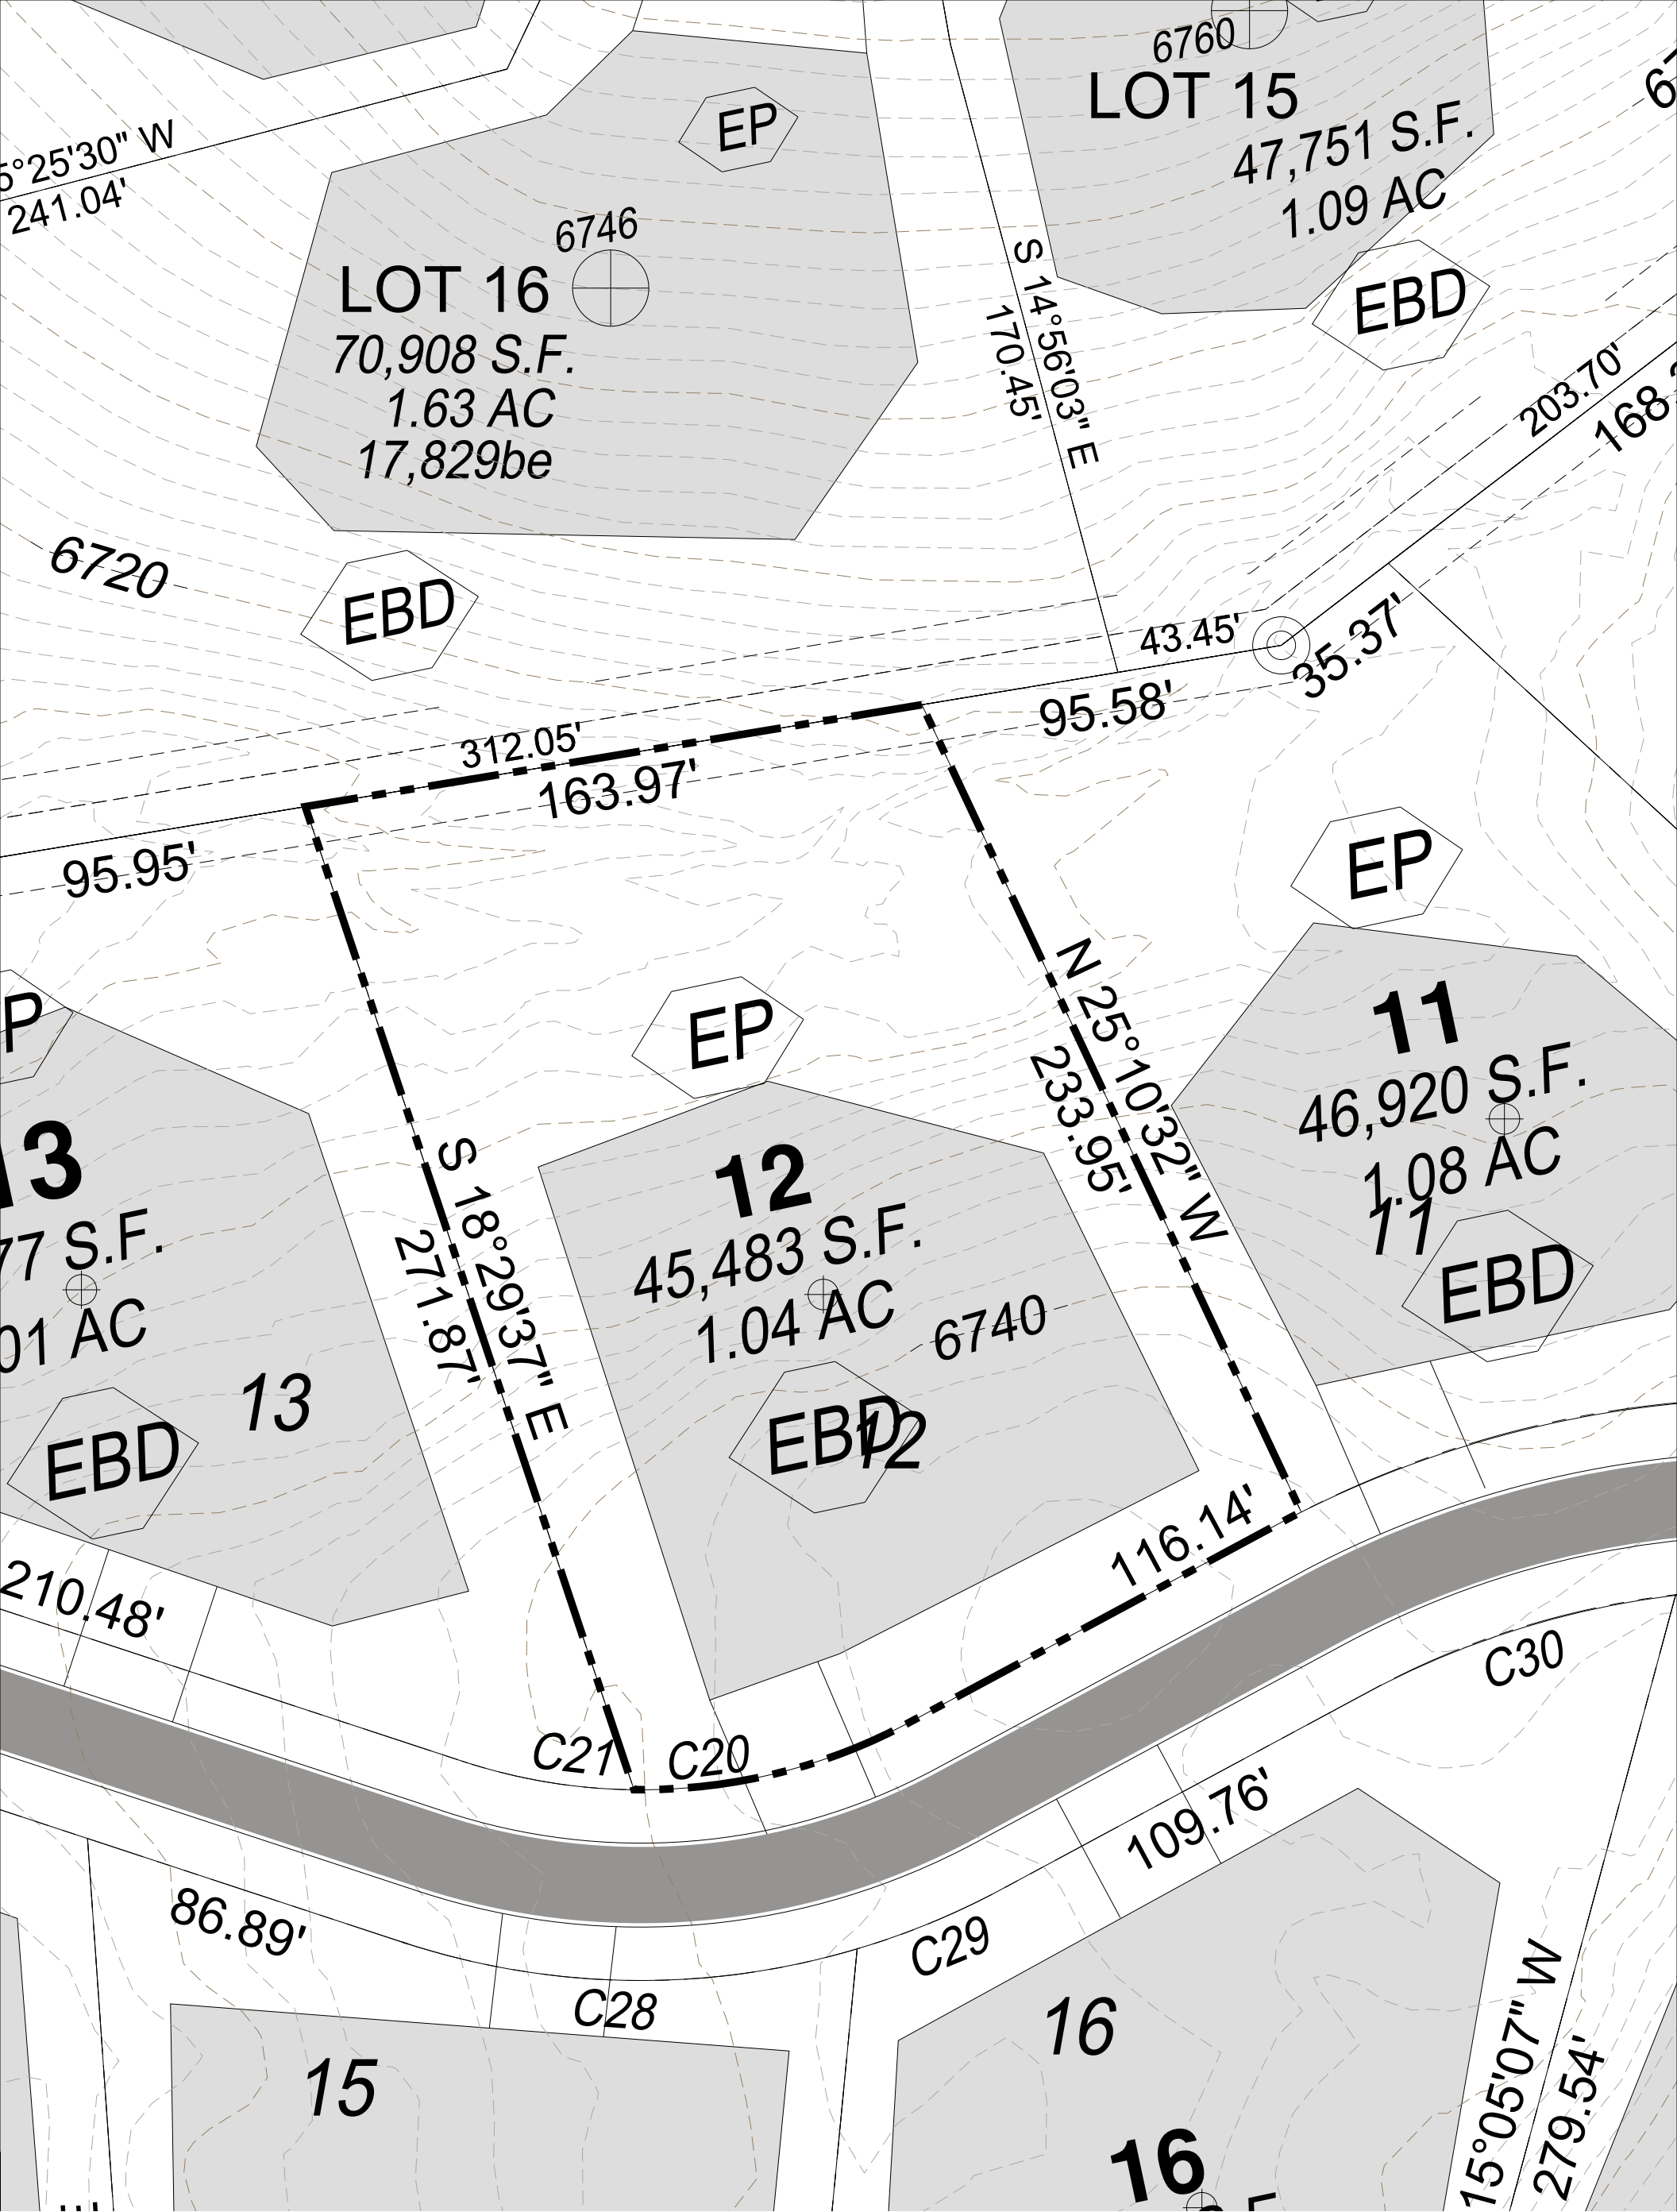 6760
LOT 15
47,751 S.F.
1.09 AC
EBD
EP
5°25'30" W
241.04'
6746
LOT 16
70,908 S.F.
1.63 AC
17,829be
S 14°56'03" E
170.45'
203.70'
168.
6720
EBD
43.45'
35.37'
95.58'
312.05'
163.97'
95.95'
EP
N 25°10'32" W
233.95'
EP
11
46,920 S.F.
1.08 AC
11
EBD
P
13
77 S.F.
01 AC
13
EBD
S 18°29'37" E
271.87'
12
45,483 S.F.
1.04 AC
6740
EBD
12
116.14'
210.48'
C21
C20
C30
109.76'
86.89'
C29
C28
15
16
16
15°05'07" W
279.54'